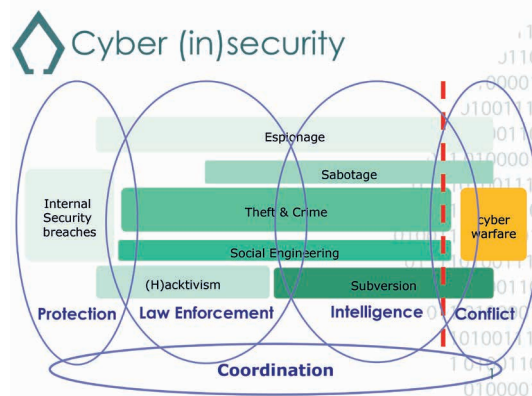 Cyber (in)security
Espionage
Sabotage
Internal
Security
breaches
Theft & Crime
cyber
warfare
Social Engineering
(H)acktivism
Subversion
Protection
Law Enforcement
Intelligence
Conflict
Coordination
1